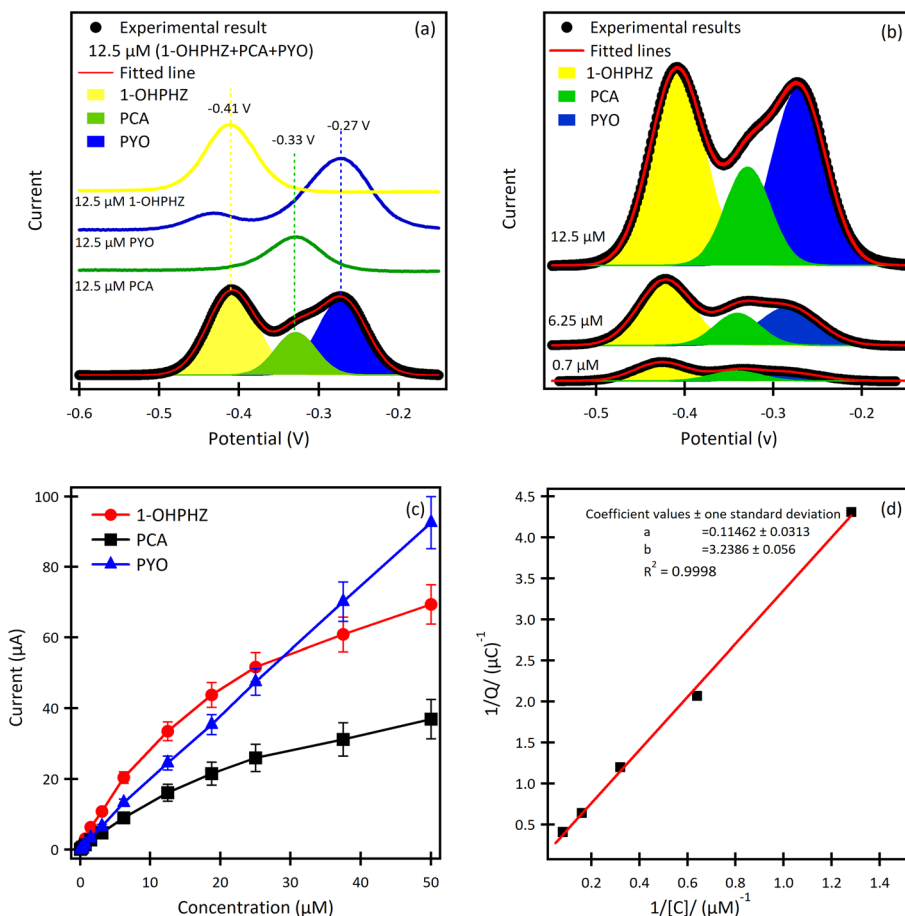 Experimental result
(a)
12.5 µM (1-OHPHZ+PCA+PYO)
Fitted line
1-OHPHZ
PCA
PYO
-0.41 V
-0.33 V
-0.27 V
12.5 µM 1-OHPHZ
12.5 µM PYO
12.5 µM PCA
Current
-0.6 -0.4 -0.3 -0.2
Potential (V)
Experimental results
(b)
Fitted lines
1-OHPHZ
PCA
PYO
12.5 µM
6.25 µM
0.7 µM
Current
-0.5 -0.4 -0.3 -0.2
Potential (v)
(c)
1-OHPHZ
PCA
PYO
100
80
60
40
20
0
Current (µA)
0 10 20 30 40 50
Concentration (µM)
(d)
Coefficient values ± one standard deviation
a =0.11462 ± 0.0313
b =3.2386 ± 0.056
R² = 0.9998
4.5
4.0
3.5
3.0
2.5
2.0
1.5
1.0
0.5
1/Q/ (µC)⁻¹
0.2 0.4 0.6 0.8 1.0 1.2 1.4
1/[C]/ (µM)⁻¹